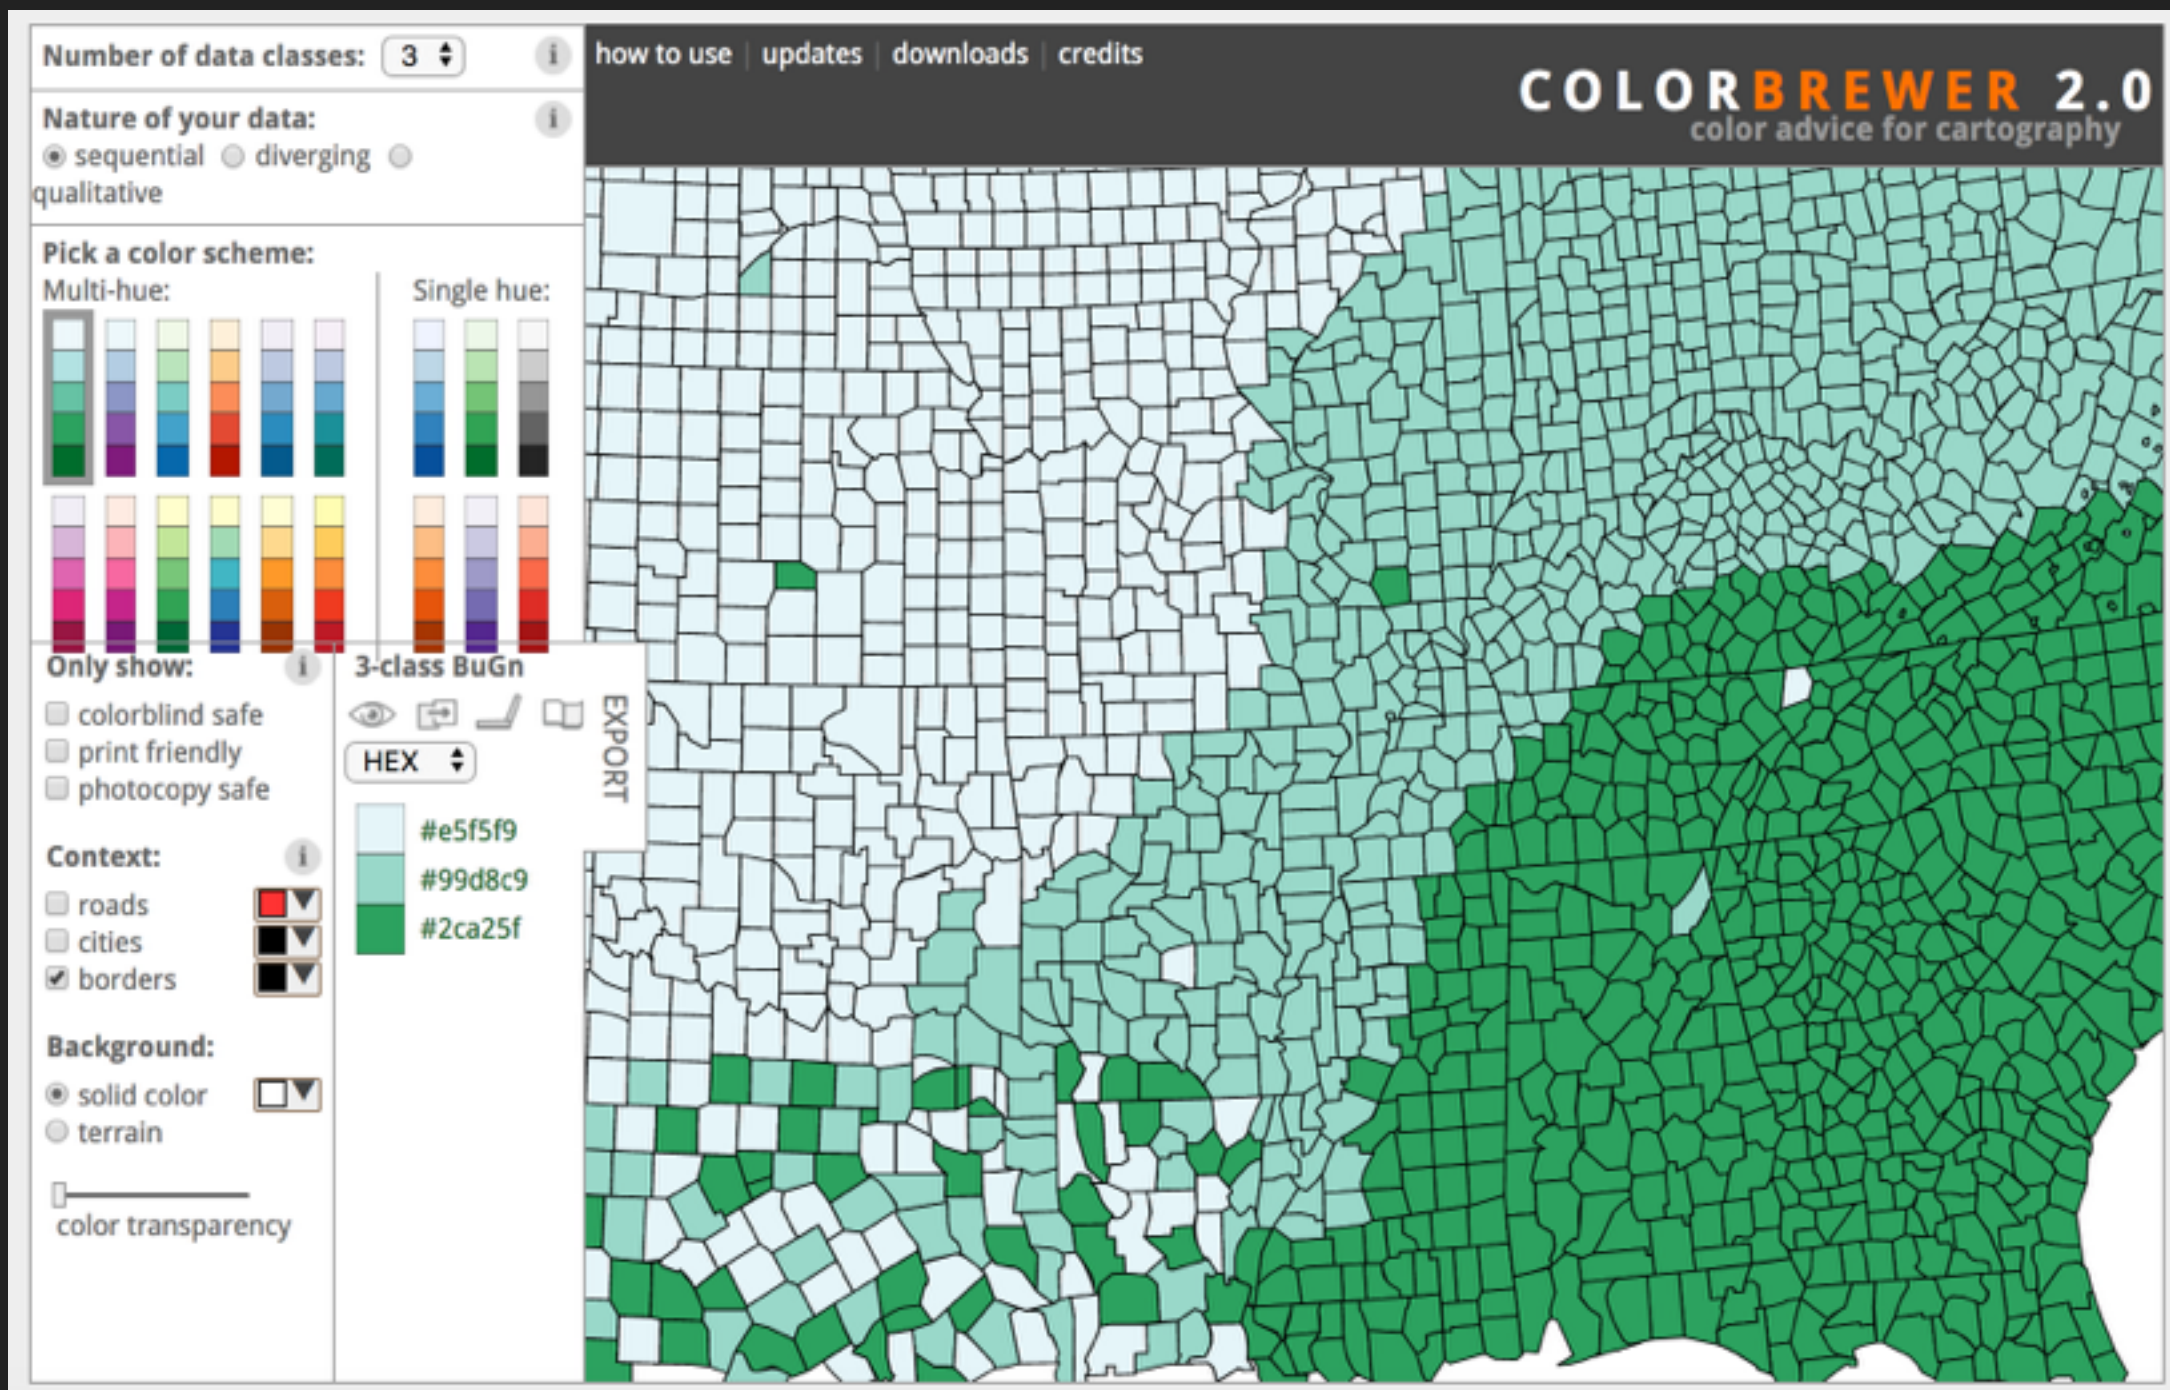 Number of data classes: 3 i
how to use | updates | downloads | credits
COLORBREWER 2.0
color advice for cartography
Nature of your data: i
sequential diverging
qualitative
Pick a color scheme:
Multi-hue: Single hue:
Only show: i
colorblind safe
print friendly
photocopy safe
Context: i
roads
cities
borders
Background:
solid color
terrain
color transparency
3-class BuGn
HEX
#e5f5f9
#99d8c9
#2ca25f
EXPORT